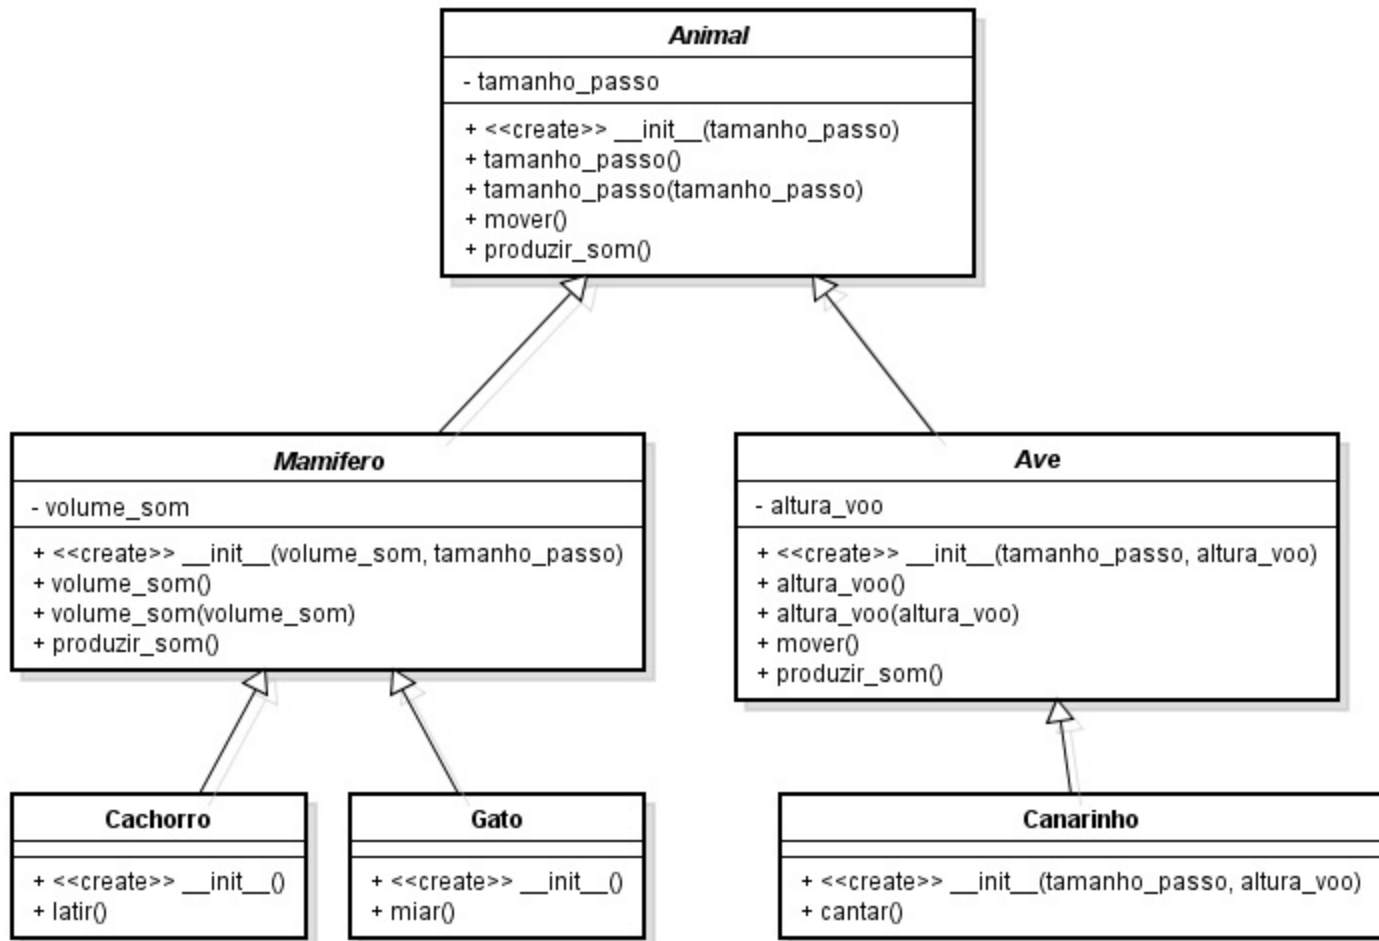 Animal
- tamanho_passo
+ <<create>> __init__(tamanho_passo)
+ tamanho_passo()
+ tamanho_passo(tamanho_passo)
+ mover()
+ produzir_som()
Mamifero
- volume_som
+ <<create>> __init__(volume_som, tamanho_passo)
+ volume_som()
+ volume_som(volume_som)
+ produzir_som()
Ave
- altura_voo
+ <<create>> __init__(tamanho_passo, altura_voo)
+ altura_voo()
+ altura_voo(altura_voo)
+ mover()
+ produzir_som()
Cachorro
+ <<create>> __init__()
+ latir()
Gato
+ <<create>> __init__()
+ miar()
Canarinho
+ <<create>> __init__(tamanho_passo, altura_voo)
+ cantar()